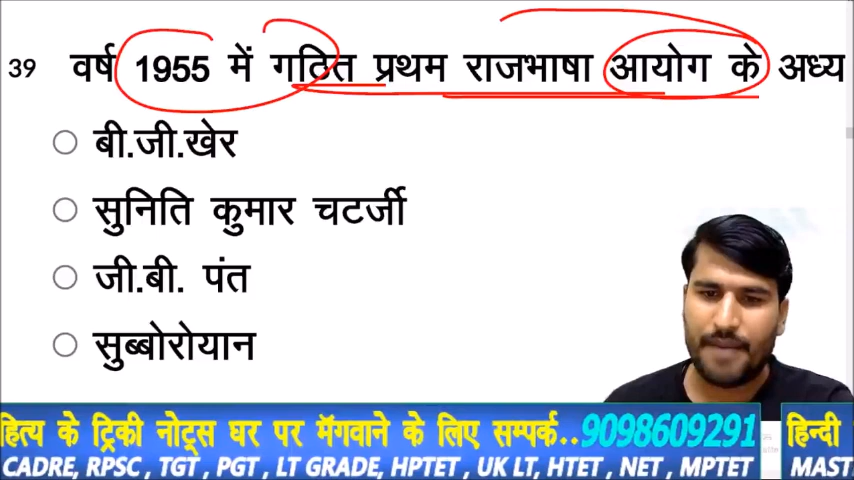 39 वर्ष 1955 में गठित प्रथम राजभाषा आयोग के अध्य
बी.जी.खेर
सुनिति कुमार चटर्जी
जी.बी. पंत
सुब्बोरोयान
हित्य के ट्रिकी नोट्स घर पर मॅगवाने के लिए सम्पर्क..9098609291 हिन्दी
CADRE, RPSC , TGT , PGT , LT GRADE, HPTET , UK LT, HTET , NET , MPTET MAST